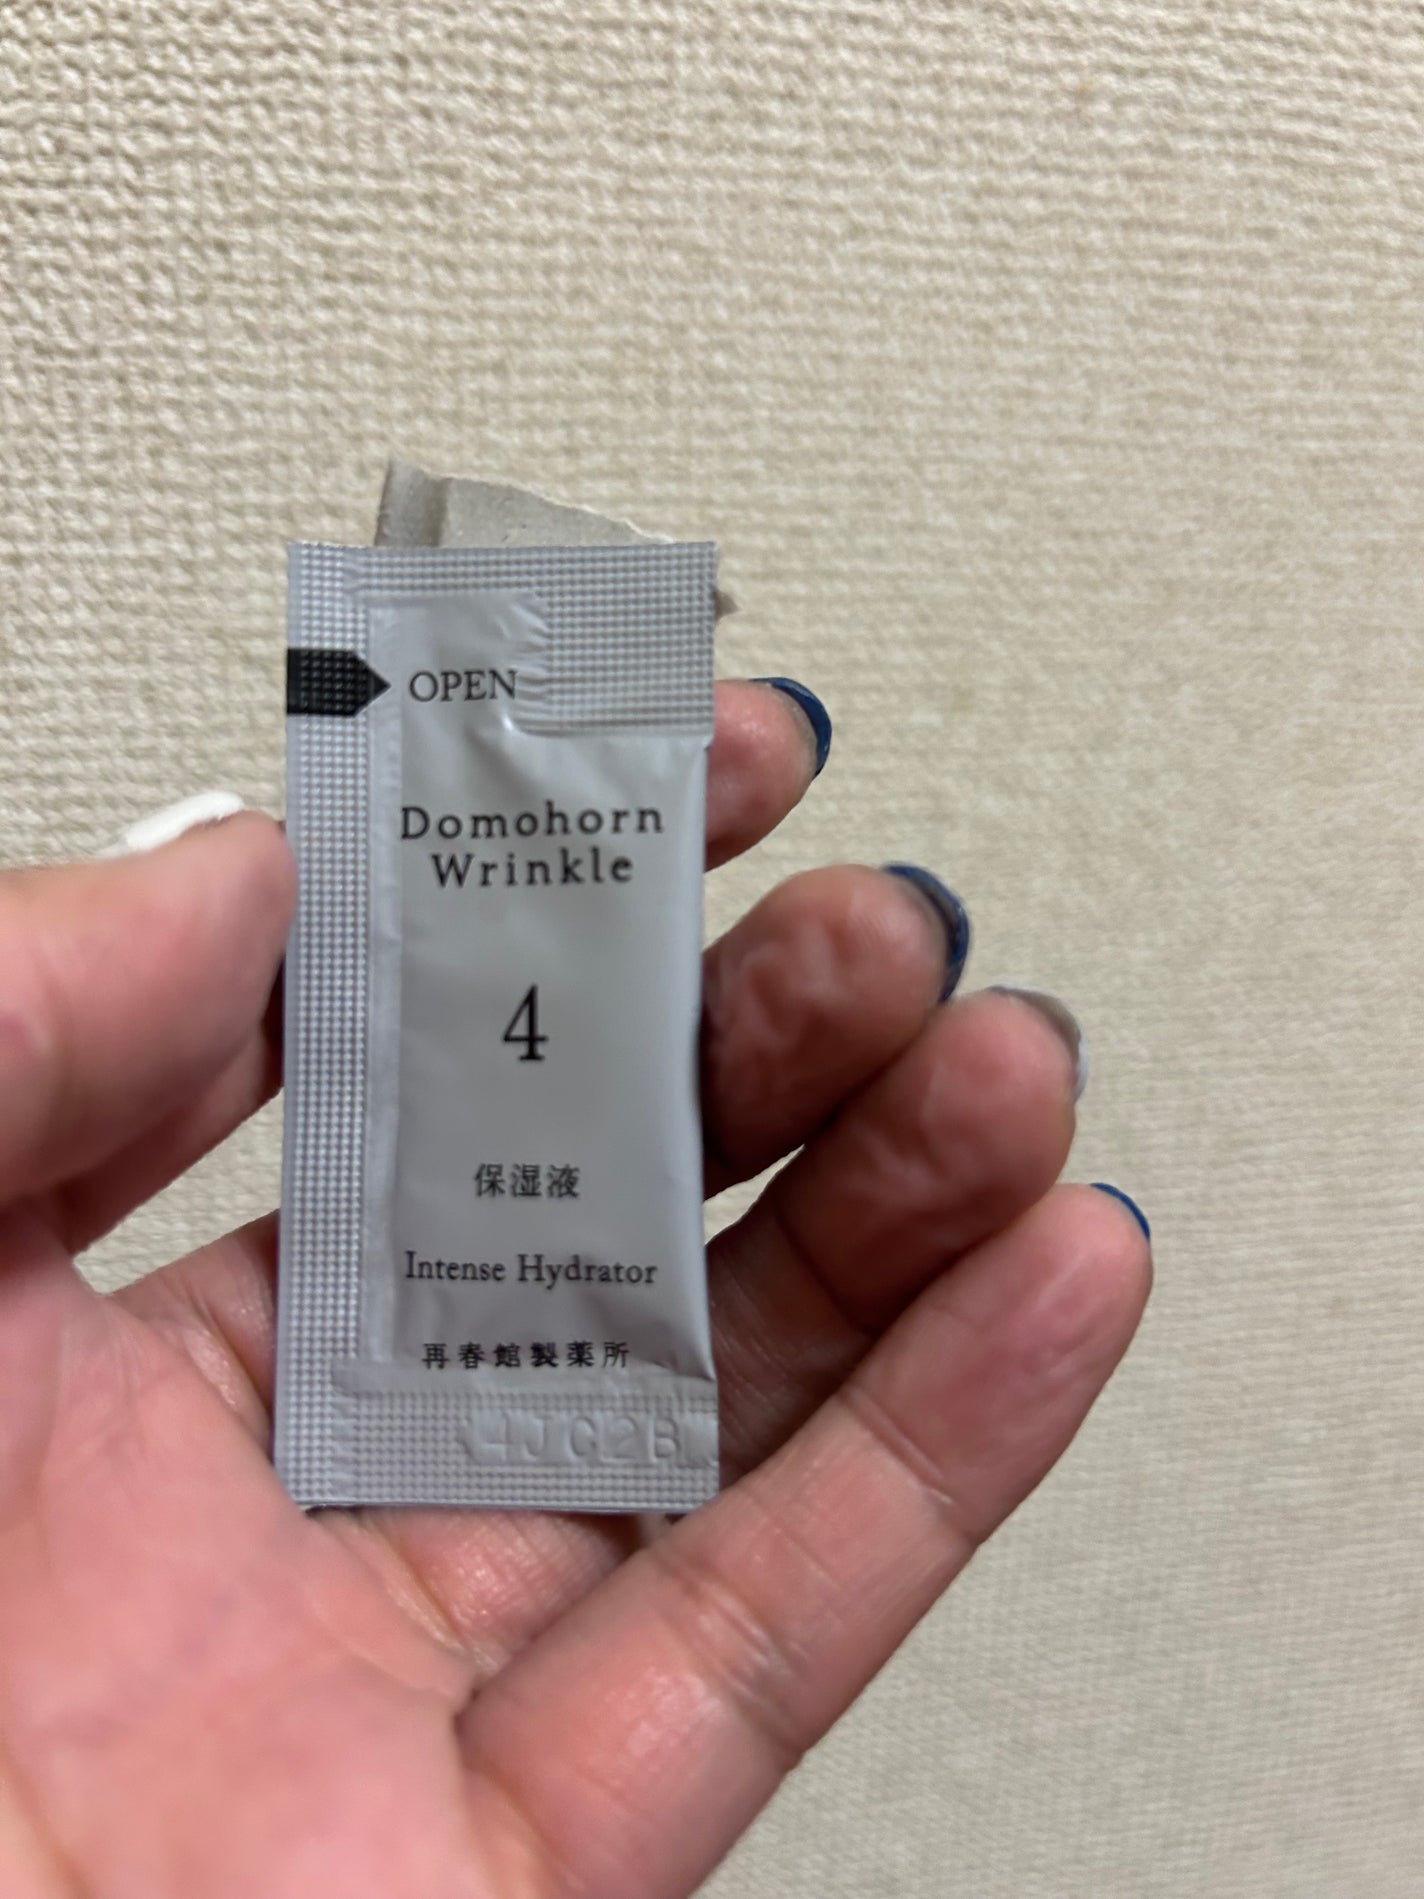 OPEN
Domohorn
Wrinkle
4
保湿液
Intense Hydrator
再春館製薬所
4JG2B